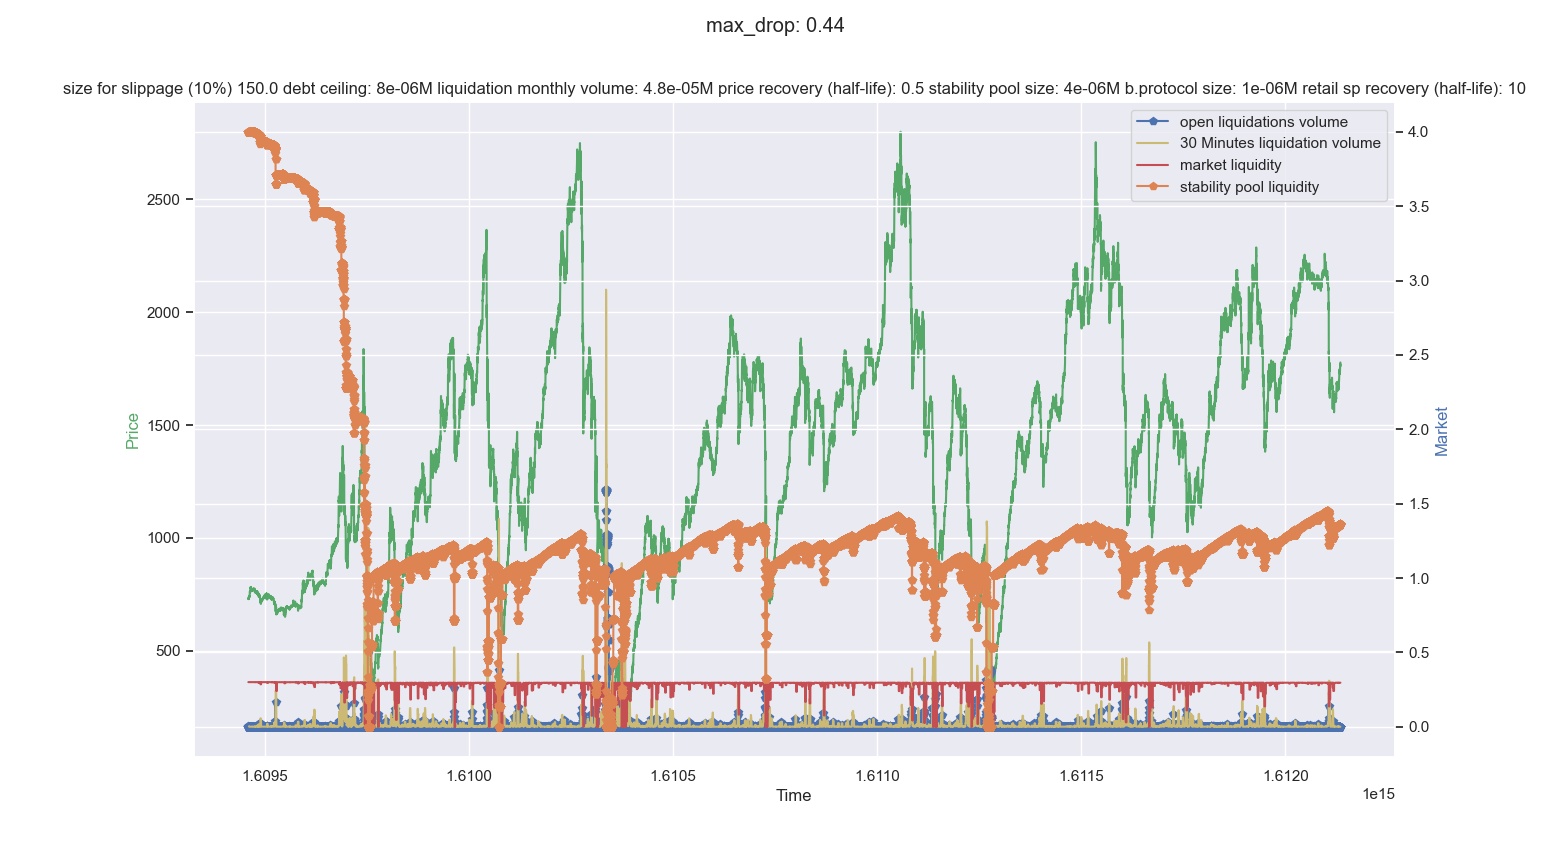 max_drop: 0.44
size for slippage (10%) 150.0 debt ceiling: 8e-06M liquidation monthly volume: 4.8e-05M price recovery (half-life): 0.5 stability pool size: 4e-06M b.protocol size: 1e-06M retail sp recovery (half-life): 10
open liquidations volume
30 Minutes liquidation volume
market liquidity
stability pool liquidity
2500
2000
1500
1000
500
Price
4.0
3.5
3.0
2.5
2.0
1.5
1.0
0.5
0.0
Market
1.6095
1.6100
1.6105
1.6110
1.6115
1.6120
1e15
Time